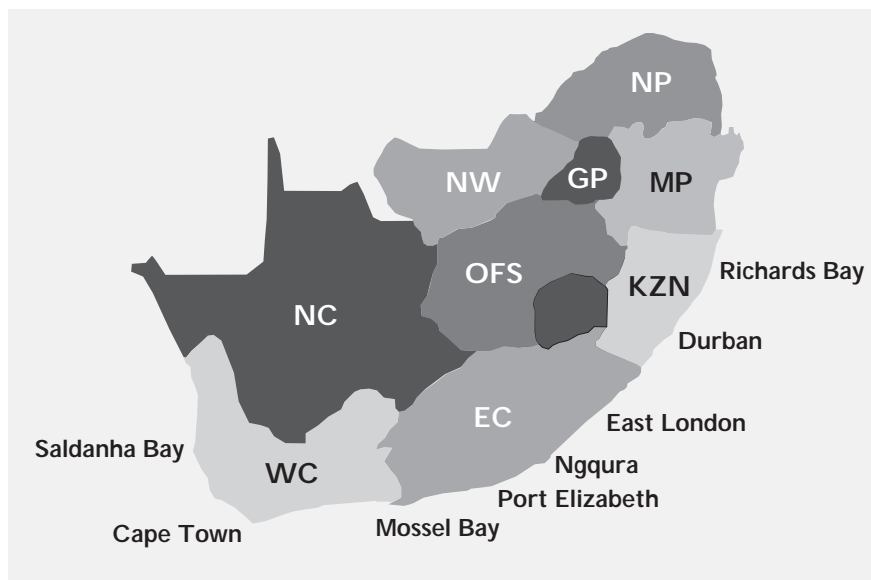 NP
NW
GP
MP
OFS
KZN
Richards Bay
NC
Durban
EC
East London
Saldanha Bay
WC
Ngqura
Port Elizabeth
Cape Town
Mossel Bay